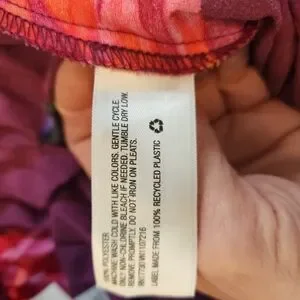 100% POLYESTER
MACHINE WASH COLD WITH LIKE COLORS. GENTLE CYCLE.
ONLY NON-CHLORINE BLEACH IF NEEDED. TUMBLE DRY LOW.
REMOVE PROMPTLY. DO NOT IRON ON PLEATS.
LABEL MADE FROM 100% RECYCLED PLASTIC